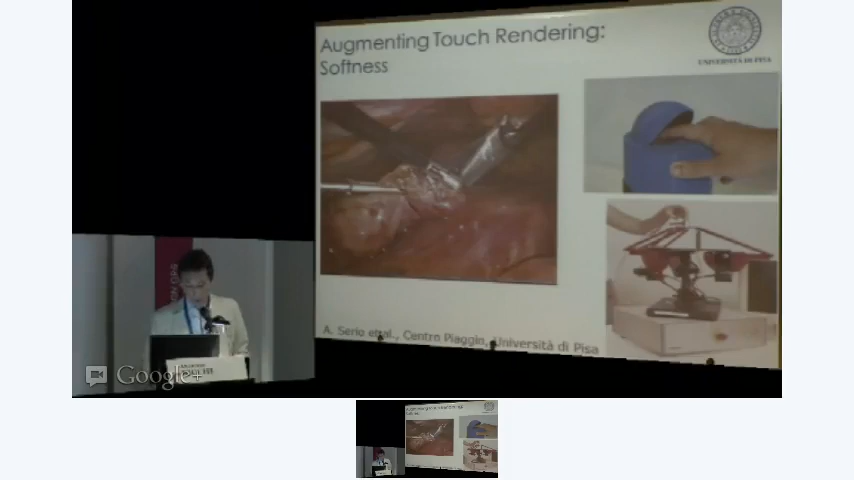 Augmenting Touch Rendering:
Softness
UNIVERSITÀ DI PISA
A. Serio et al., Centro Piaggio, Università di Pisa
Google+